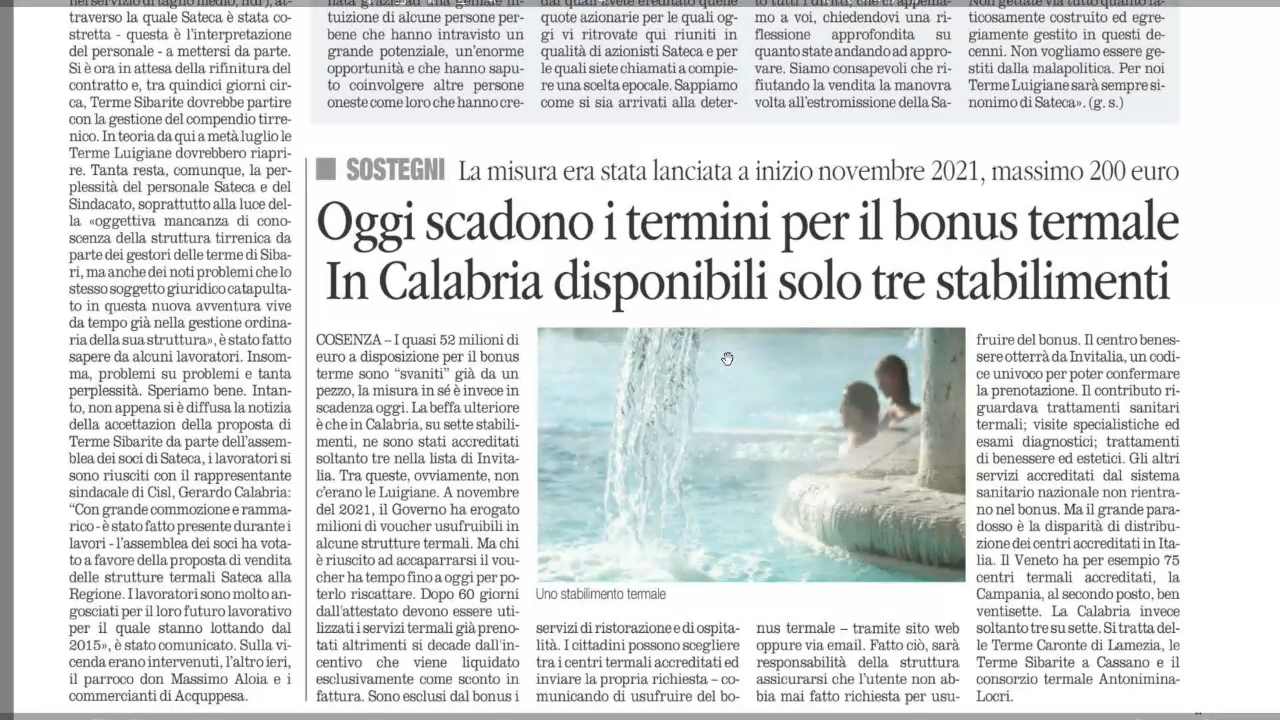 traverso la quale Sateca è stata co-
stretta - questa è l'interpretazione
del personale - a mettersi da parte.
Si è ora in attesa della rifinitura del
contratto e, tra quindici giorni cir-
ca, Terme Sibarite dovrebbe partire
con la gestione del compendio tirre-
nico. In teoria da qui a metà luglio le
Terme Luigiane dovrebbero riapri-
re. Tanta resta, comunque, la per-
plessità del personale Sateca e del
Sindacato, soprattutto alla luce del-
la «oggettiva mancanza di cono-
scenza della struttura tirrenica da
parte dei gestori delle terme di Siba-
ri, ma anche dei noti problemi che lo
stesso soggetto giuridico catapulta-
to in questa nuova avventura vive
da tempo già nella gestione ordina-
ria della sua struttura», è stato fatto
sapere da alcuni lavoratori. Insom-
ma, problemi su problemi e tanta
perplessità. Speriamo bene. Intan-
to, non appena si è diffusa la notizia
della accettazion della proposta di
Terme Sibarite da parte dell'assem-
blea dei soci di Sateca, i lavoratori si
sono riusciti con il rappresentante
sindacale di Cisl, Gerardo Calabria:
"Con grande commozione e ramma-
rico - è stato fatto presente durante i
lavori - l'assemblea dei soci ha vota-
to a favore della proposta di vendita
delle strutture termali Sateca alla
Regione. I lavoratori sono molto an-
gosciati per il loro futuro lavorativo
per il quale stanno lottando dal
2015», è stato comunicato. Sulla vi-
cenda erano intervenuti, l'altro ieri,
il parroco don Massimo Aloia e i
commercianti di Acquppesa.
tuizione di alcune persone per-
bene che hanno intravisto un
grande potenziale, un'enorme
opportunità e che hanno sapu-
to coinvolgere altre persone
oneste come loro che hanno cre-
quote azionarie per le quali og-
gi vi ritrovate qui riuniti in
qualità di azionisti Sateca e per
le quali siete chiamati a compie-
re una scelta epocale. Sappiamo
come si sia arrivati alla deter-
mo a voi, chiedendovi una ri-
flessione approfondita su
quanto state andando ad appro-
vare. Siamo consapevoli che ri-
fiutando la vendita la manovra
volta all'estromissione della Sa-
ticosamente costruito ed egre-
giamente gestito in questi de-
cenni. Non vogliamo essere ge-
stiti dalla malapolitica. Per noi
Terme Luigiane sarà sempre si-
nonimo di Sateca». (g. s.)
SOSTEGNI La misura era stata lanciata a inizio novembre 2021, massimo 200 euro
Oggi scadono i termini per il bonus termale
In Calabria disponibili solo tre stabilimenti
COSENZA – I quasi 52 milioni di
euro a disposizione per il bonus
terme sono "svaniti" già da un
pezzo, la misura in sé è invece in
scadenza oggi. La beffa ulteriore
è che in Calabria, su sette stabili-
menti, ne sono stati accreditati
soltanto tre nella lista di Invita-
lia. Tra queste, ovviamente, non
c'erano le Luigiane. A novembre
del 2021, il Governo ha erogato
milioni di voucher usufruibili in
alcune strutture termali. Ma chi
è riuscito ad accaparrarsi il vou-
cher ha tempo fino a oggi per po-
terlo riscattare. Dopo 60 giorni
dall'attestato devono essere uti-
lizzati i servizi termali già preno-
tati altrimenti si decade dall'in-
centivo che viene liquidato
esclusivamente come sconto in
fattura. Sono esclusi dal bonus i
Uno stabilimento termale
servizi di ristorazione e di ospita-
lità. I cittadini possono scegliere
tra i centri termali accreditati ed
inviare la propria richiesta – co-
municando di usufruire del bo-
nus termale – tramite sito web
oppure via email. Fatto ciò, sarà
responsabilità della struttura
assicurarsi che l'utente non ab-
bia mai fatto richiesta per usu-
fruire del bonus. Il centro benes-
sere otterrà da Invitalia, un codi-
ce univoco per poter confermare
la prenotazione. Il contributo ri-
guardava trattamenti sanitari
termali; visite specialistiche ed
esami diagnostici; trattamenti
di benessere ed estetici. Gli altri
servizi accreditati dal sistema
sanitario nazionale non rientra-
no nel bonus. Ma il grande para-
dosso è la disparità di distribu-
zione dei centri accreditati in Ita-
lia. Il Veneto ha per esempio 75
centri termali accreditati, la
Campania, al secondo posto, ben
ventisette. La Calabria invece
soltanto tre su sette. Si tratta del-
le Terme Caronte di Lamezia, le
Terme Sibarite a Cassano e il
consorzio termale Antonimina-
Locri.